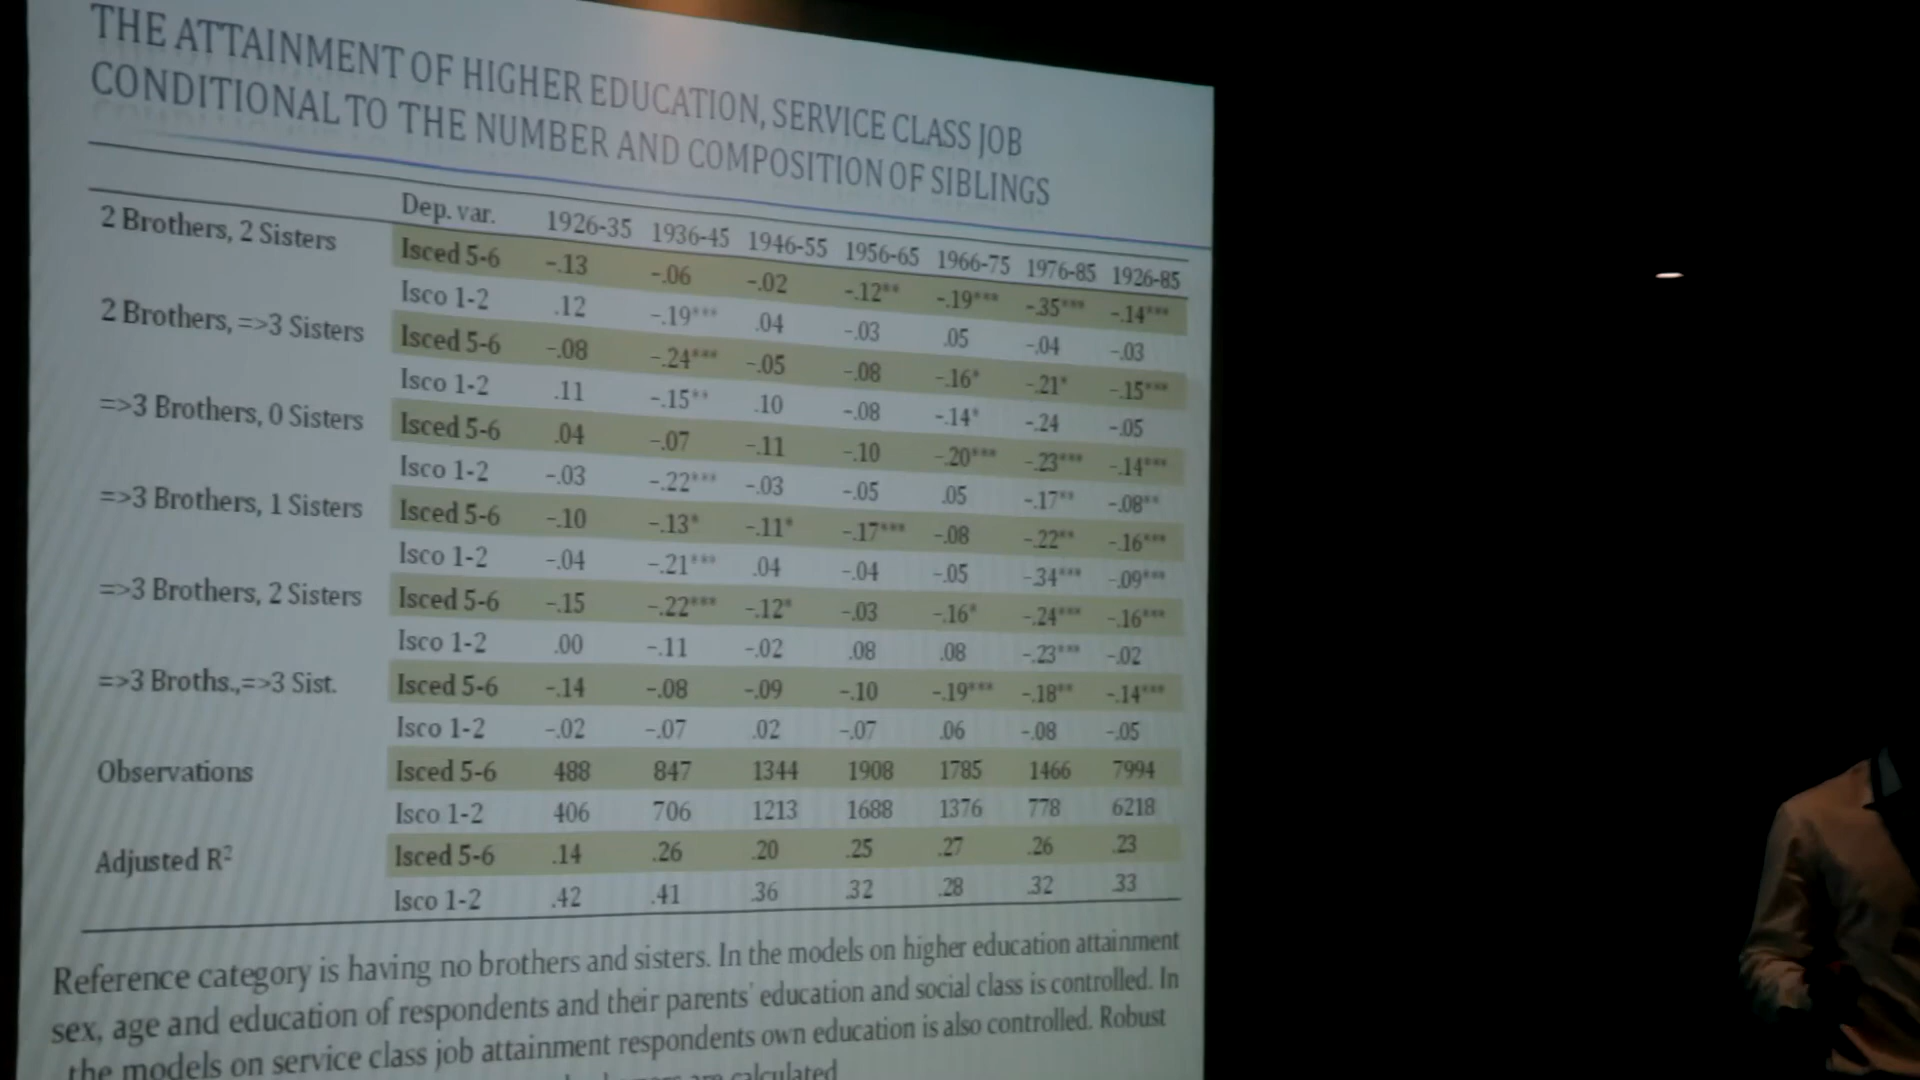 THE ATTAINMENT OF HIGHER EDUCATION, SERVICE CLASS JOB
CONDITIONAL TO THE NUMBER AND COMPOSITION OF SIBLINGS
Dep. var. 1926-35 1936-45 1946-55 1956-65 1966-75 1976-85 1926-85
2 Brothers, 2 Sisters Isced 5-6 -.13 -.06 -.02 -.12** -.19*** -.35*** -.14***
Isco 1-2 .12 -.19*** .04 -.03 .05 -.04 -.03
2 Brothers, =>3 Sisters Isced 5-6 -.08 -.24*** -.05 -.08 -.16* -.21* -.15***
Isco 1-2 .11 -.15** .10 -.08 -.14* -.24 -.05
=>3 Brothers, 0 Sisters Isced 5-6 .04 -.07 -.11 -.10 -.20*** -.23*** -.14***
Isco 1-2 -.03 -.22*** -.03 -.05 .05 -.17** -.08**
=>3 Brothers, 1 Sisters Isced 5-6 -.10 -.13* -.11* -.17*** -.08 -.22** -.16***
Isco 1-2 -.04 -.21*** .04 -.04 -.05 -.34*** -.09***
=>3 Brothers, 2 Sisters Isced 5-6 -.15 -.22*** -.12* -.03 -.16* -.24*** -.16***
Isco 1-2 .00 -.11 -.02 .08 .08 -.23*** -.02
=>3 Broths.,=>3 Sist. Isced 5-6 -.14 -.08 -.09 -.10 -.19*** -.18** -.14***
Isco 1-2 -.02 -.07 .02 -.07 .06 -.08 -.05
Observations Isced 5-6 488 847 1344 1908 1785 1466 7994
Isco 1-2 406 706 1213 1688 1376 778 6218
Adjusted R² Isced 5-6 .14 .26 .20 .25 .27 .26 .23
Isco 1-2 .42 .41 .36 .32 .28 .32 .33
Reference category is having no brothers and sisters. In the models on higher education attainment
sex, age and education of respondents and their parents' education and social class is controlled. In
the models on service class job attainment respondents own education is also controlled. Robust
are calculated